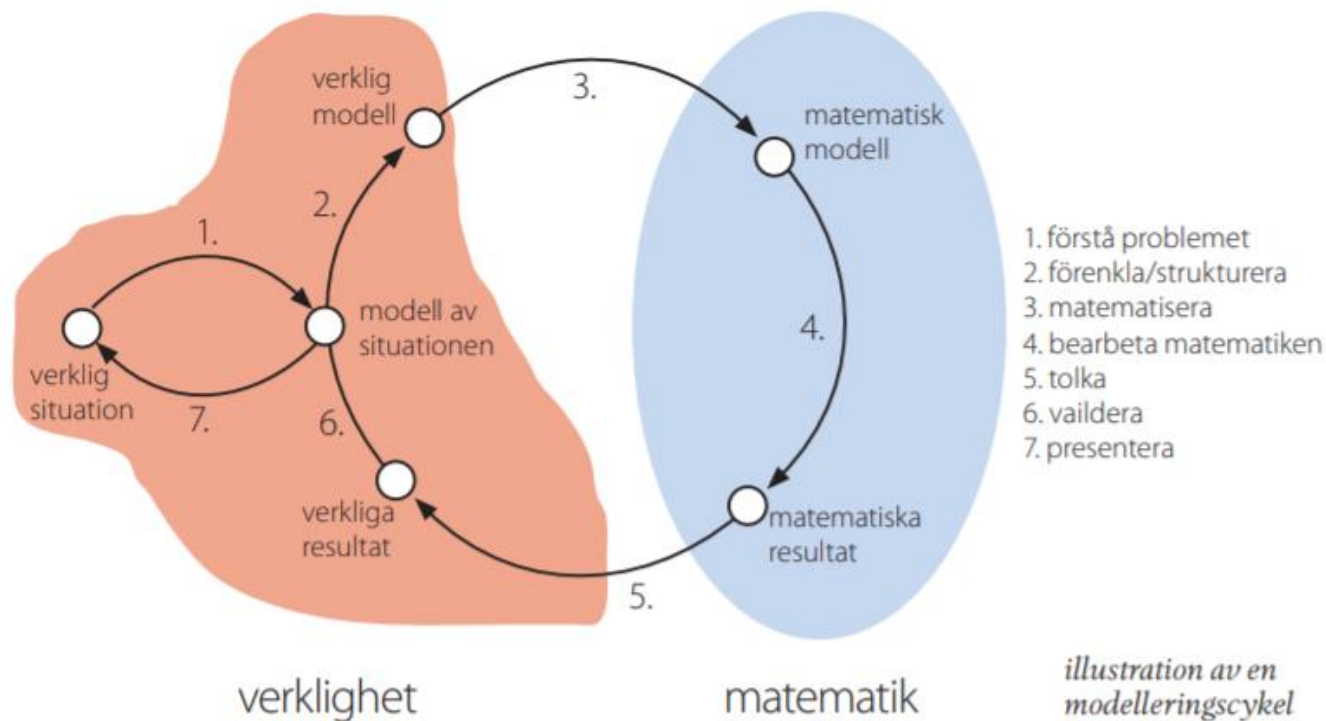 verklig
modell
3.
matematisk
modell
2.
1.
modell av
situationen
4.
verklig
situation
7.
6.
verkliga
resultat
matematiska
resultat
5.
1. förstå problemet
2. förenkla/strukturera
3. matematisera
4. bearbeta matematiken
5. tolka
6. vaildera
7. presentera
verklighet
matematik
illustration av en
modelleringscykel